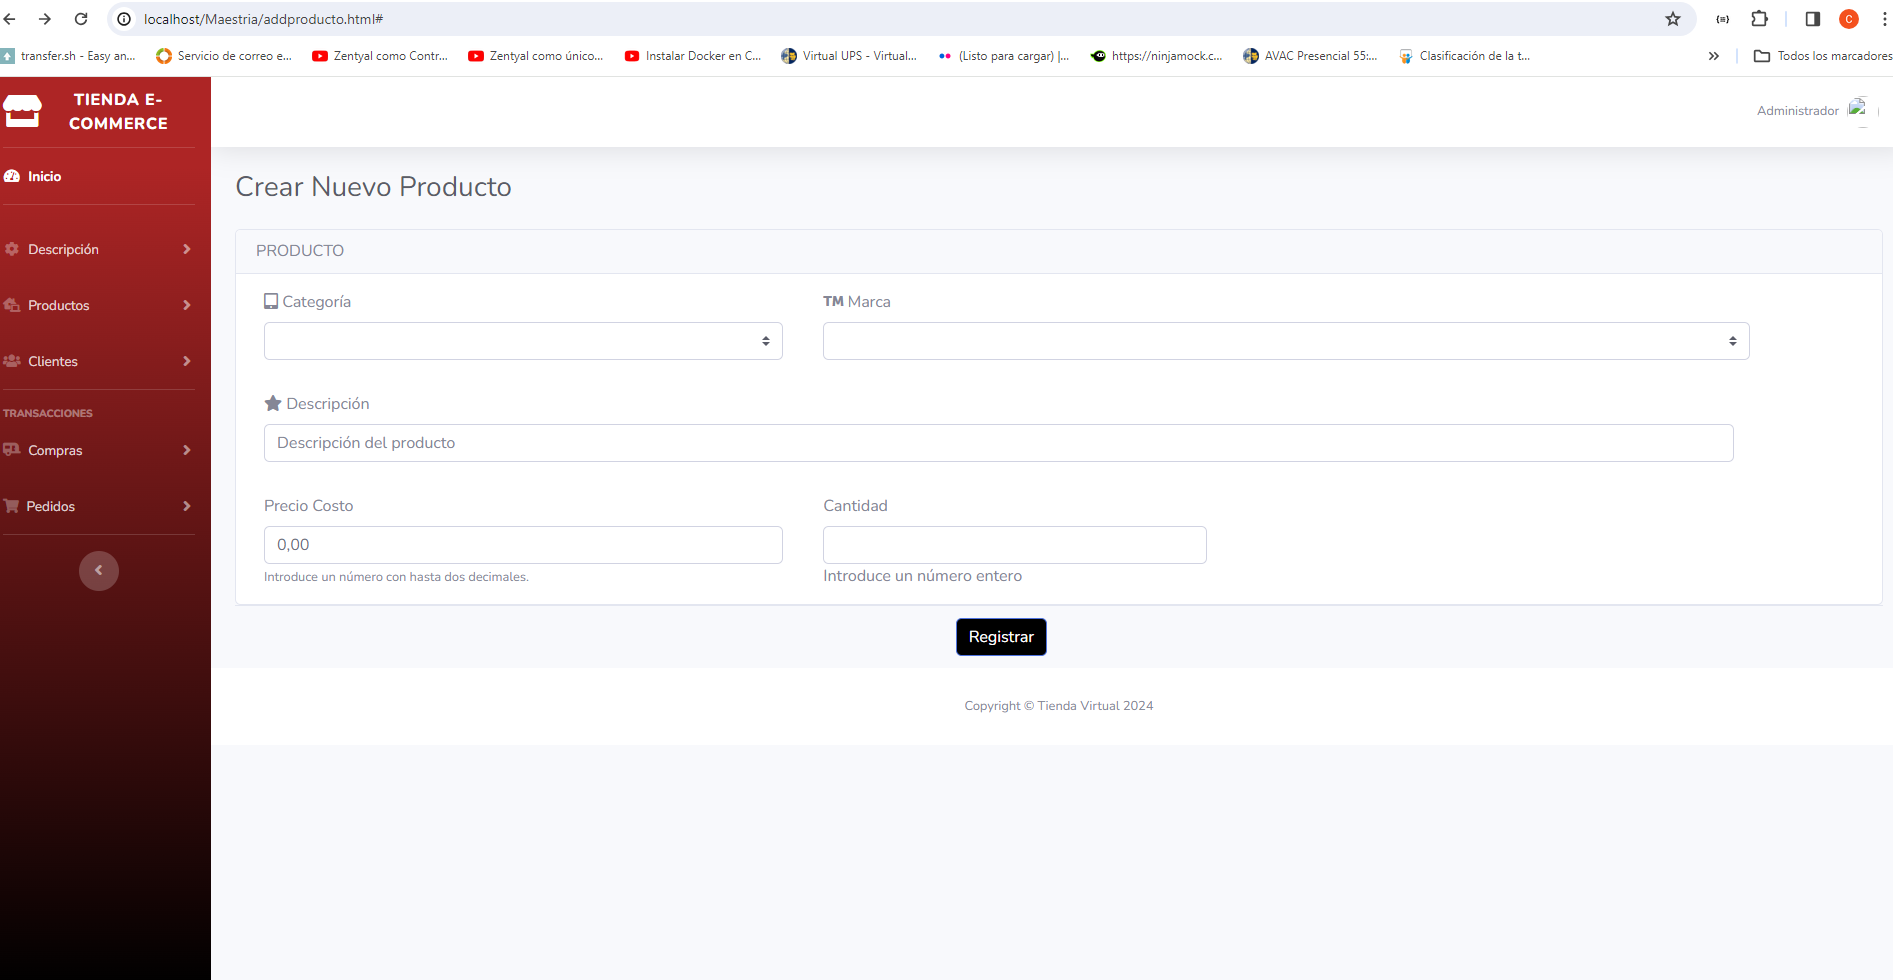 localhost/Maestria/addproducto.html#
transfer.sh - Easy an...
Servicio de correo e...
Zentyal como Contr...
Zentyal como único...
Instalar Docker en C...
Virtual UPS - Virtual...
(Listo para cargar) |...
https://ninjamock.c...
AVAC Presencial 55:...
Clasificación de la t...
Todos los marcadores
TIENDA E-
COMMERCE
Administrador
Inicio
Crear Nuevo Producto
Descripción
Productos
Clientes
TRANSACCIONES
Compras
Pedidos
PRODUCTO
Categoría
TM Marca
Descripción
Descripción del producto
Precio Costo
Cantidad
0,00
Introduce un número con hasta dos decimales.
Introduce un número entero
Registrar
Copyright © Tienda Virtual 2024
C